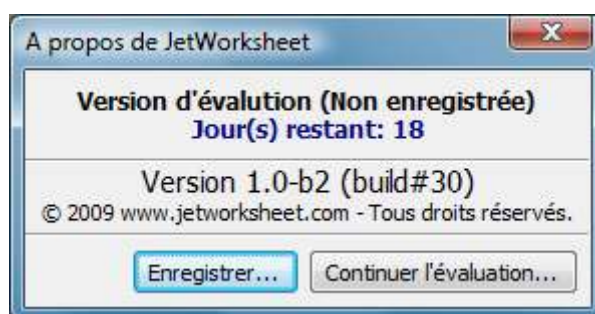 A propos de JetWorksheet
Version d'évalution (Non enregistrée)
Jour(s) restant: 18
Version 1.0-b2 (build#30)
© 2009 www.jetworksheet.com - Tous droits réservés.
Enregistrer... Continuer l'évaluation...